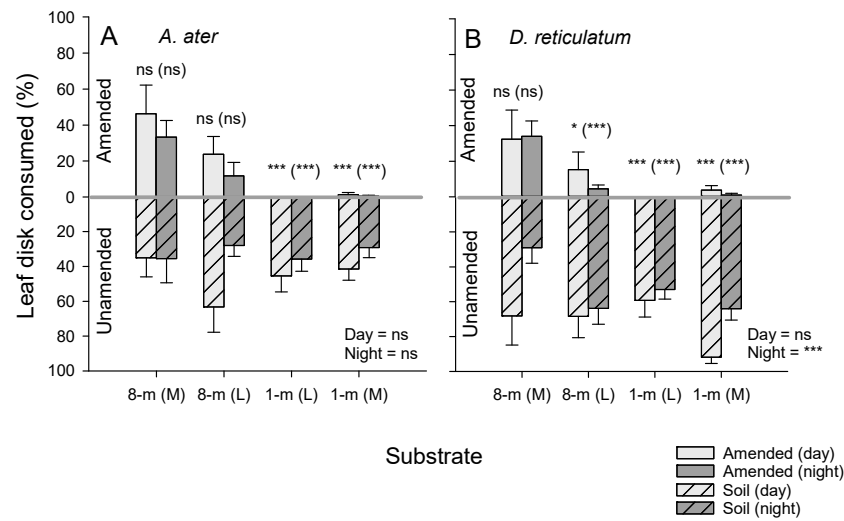 A
A. ater
B
D. reticulatum
Leaf disk consumed (%)
Amended
Unamended
100
80
60
40
20
0
20
40
60
80
100
ns (ns)
ns (ns)
*** (***)
*** (***)
Day = ns
Night = ns
8-m (M)
8-m (L)
1-m (L)
1-m (M)
Amended
Unamended
ns (ns)
* (***)
*** (***)
*** (***)
Day = ns
Night = ***
8-m (M)
8-m (L)
1-m (L)
1-m (M)
Substrate
Amended (day)
Amended (night)
Soil (day)
Soil (night)